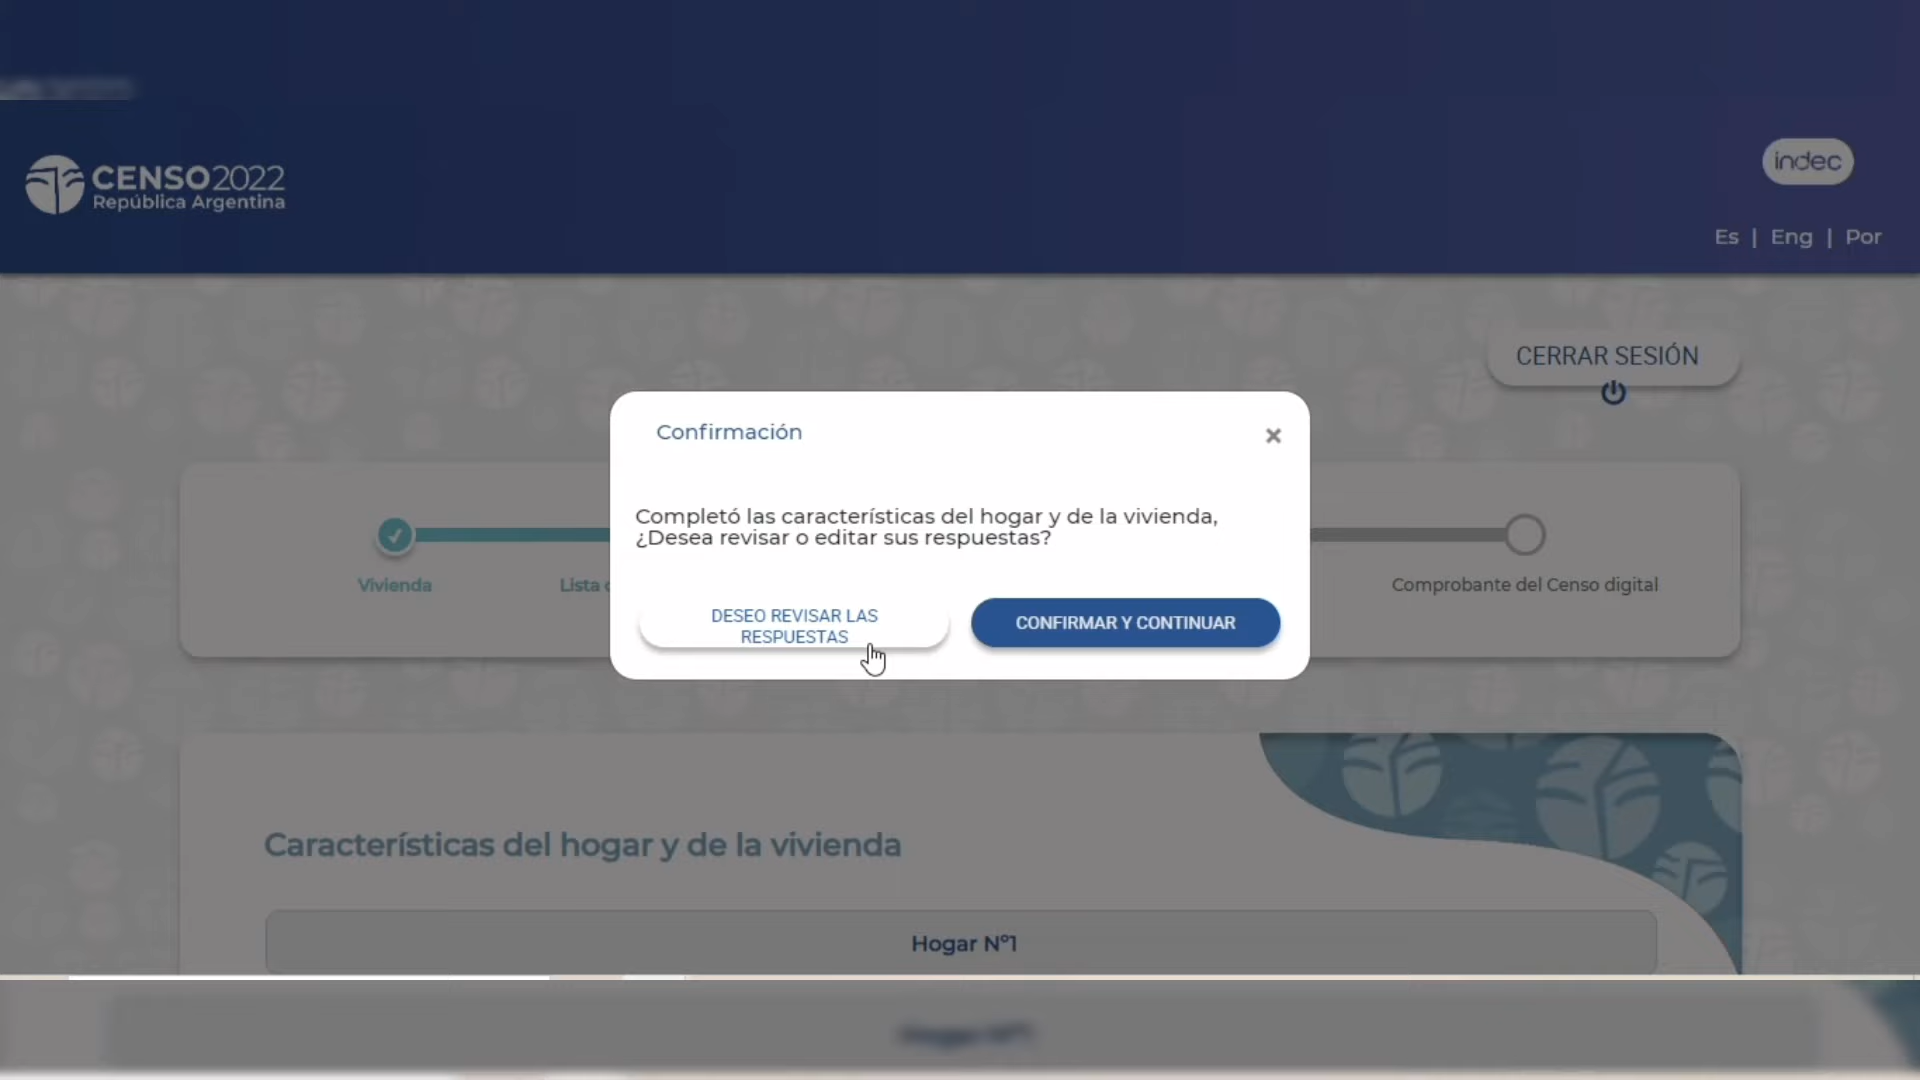 CENSO2022
República Argentina
indec
Es | Eng | Por
CERRAR SESIÓN
Confirmación
×
Completó las características del hogar y de la vivienda,
¿Desea revisar o editar sus respuestas?
DESEO REVISAR LAS
RESPUESTAS
CONFIRMAR Y CONTINUAR
Vivienda
Lista
Comprobante del Censo digital
Características del hogar y de la vivienda
Hogar Nº1